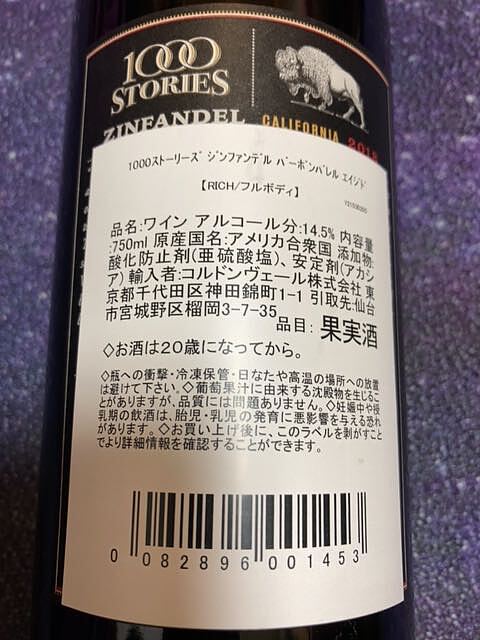 1000
STORIES
ZINFANDEL
CALIFORNIA 2018
1000ストーリーズ ジンファンデル バーボンバレル エイジド
【RICH/フルボディ】
品名:ワイン アルコール分:14.5% 内容量
:750ml 原産国名:アメリカ合衆国 添加物:
酸化防止剤(亜硫酸塩)、安定剤(アカシ
ア) 輸入者:コルドンヴェール株式会社 東
京都千代田区神田錦町1-1 引取先:仙台
市宮城野区榴岡3-7-35
品目: 果実酒
◇お酒は20歳になってから。
◇瓶への衝撃・冷凍保管・日なたや高温の場所への放置
は避けて下さい。◇葡萄果汁に由来する沈殿物を生じるこ
とがありますが、品質には問題ありません。◇妊娠中や授
乳期の飲酒は、胎児・乳児の発育に悪影響を与える恐れ
があります。◇お買い上げ後に、このラベルを剥がすこと
でより詳細情報を確認することができます。
0 082896 001453